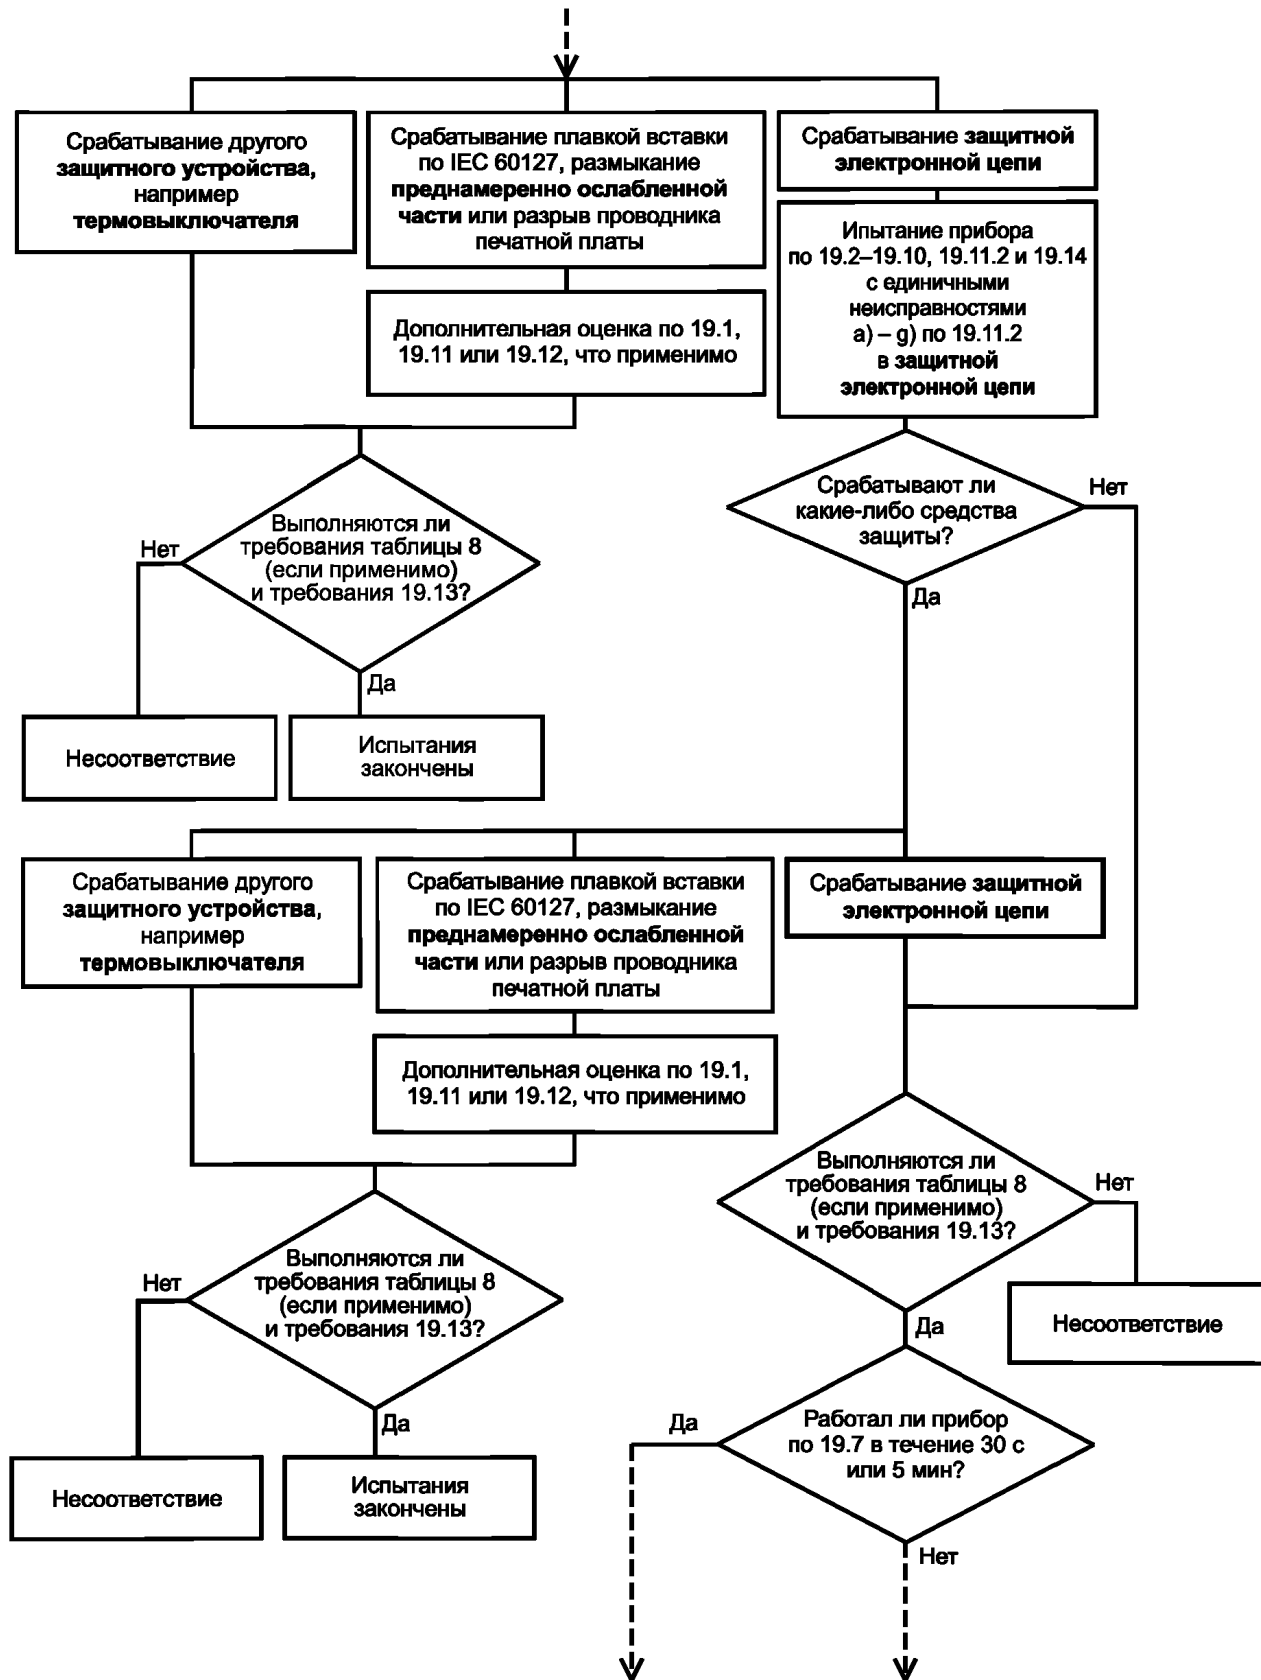 Срабатывание другого
защитного устройства,
например
термовыключателя
Срабатывание плавкой вставки
по IEC 60127, размыкание
преднамеренно ослабленной
части или разрыв проводника
печатной платы
Срабатывание защитной
электронной цепи
Ипытание прибора
по 19.2–19.10, 19.11.2 и 19.14
с единичными
неисправностями
a) – g) по 19.11.2
в защитной
электронной цепи
Дополнительная оценка по 19.1,
19.11 или 19.12, что применимо
Срабатывают ли
какие-либо средства
защиты?
Нет
Да
Выполняются ли
требования таблицы 8
(если применимо)
и требования 19.13?
Нет
Да
Несоответствие
Испытания
закончены
Срабатывание другого
защитного устройства,
например
термовыключателя
Срабатывание плавкой вставки
по IEC 60127, размыкание
преднамеренно ослабленной
части или разрыв проводника
печатной платы
Срабатывание защитной
электронной цепи
Дополнительная оценка по 19.1,
19.11 или 19.12, что применимо
Выполняются ли
требования таблицы 8
(если применимо)
и требования 19.13?
Нет
Да
Несоответствие
Выполняются ли
требования таблицы 8
(если применимо)
и требования 19.13?
Нет
Да
Несоответствие
Испытания
закончены
Работал ли прибор
по 19.7 в течение 30 с
или 5 мин?
Да
Нет